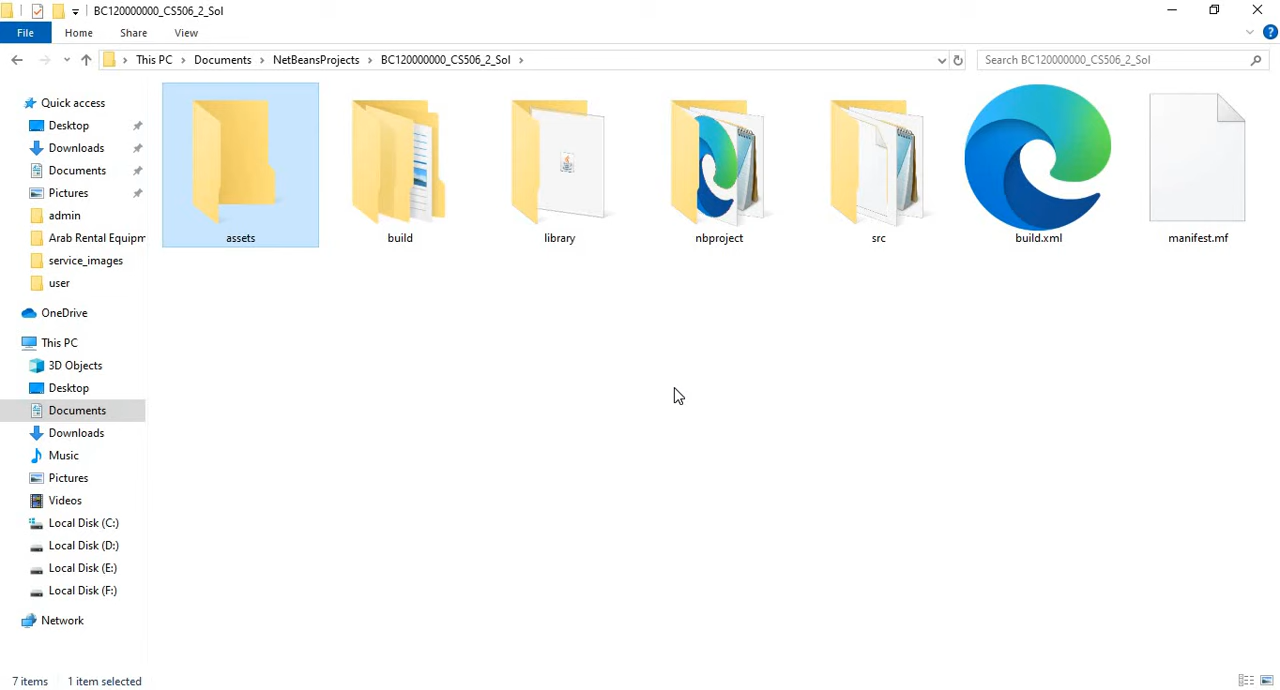 BC120000000_CS506_2_Sol
File Home Share View
This PC Documents NetBeansProjects BC120000000_CS506_2_Sol
Search BC120000000_CS506_2_Sol
Quick access
Desktop
Downloads
Documents
Pictures
admin
Arab Rental Equipm
service_images
user
OneDrive
This PC
3D Objects
Desktop
Documents
Downloads
Music
Pictures
Videos
Local Disk (C:)
Local Disk (D:)
Local Disk (E:)
Local Disk (F:)
Network
assets build library nbproject src build.xml manifest.mf
7 items 1 item selected